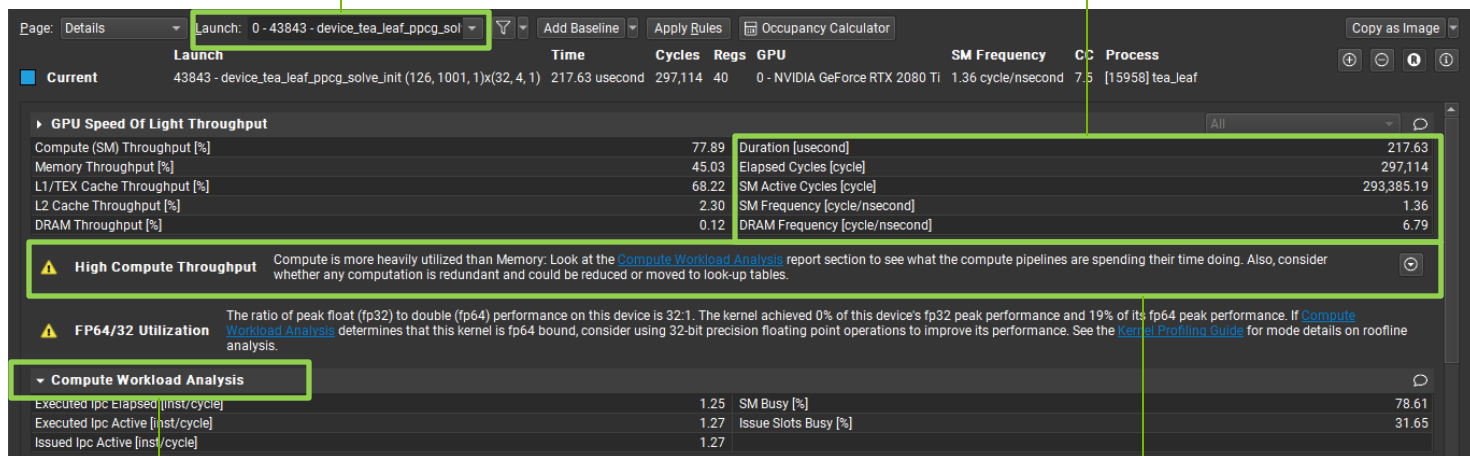 Page: Details Launch: 0 - 43843 - device_tea_leaf_ppcg_sol Add Baseline Apply Rules Occupancy Calculator Copy as Image
Launch Time Cycles Regs GPU SM Frequency CC Process
Current 43843 - device_tea_leaf_ppcg_solve_init (126, 1001, 1)x(32, 4, 1) 217.63 usecond 297,114 40 0 - NVIDIA GeForce RTX 2080 Ti 1.36 cycle/nsecond 7.5 [15958] tea_leaf
GPU Speed Of Light Throughput All
Compute (SM) Throughput [%] 77.89 Duration [usecond] 217.63
Memory Throughput [%] 45.03 Elapsed Cycles [cycle] 297,114
L1/TEX Cache Throughput [%] 68.22 SM Active Cycles [cycle] 293,385.19
L2 Cache Throughput [%] 2.30 SM Frequency [cycle/nsecond] 1.36
DRAM Throughput [%] 0.12 DRAM Frequency [cycle/nsecond] 6.79
High Compute Throughput Compute is more heavily utilized than Memory: Look at the Compute Workload Analysis report section to see what the compute pipelines are spending their time doing. Also, consider
whether any computation is redundant and could be reduced or moved to look-up tables.
The ratio of peak float (fp32) to double (fp64) performance on this device is 32:1. The kernel achieved 0% of this device's fp32 peak performance and 19% of its fp64 peak performance. If Compute
FP64/32 Utilization Workload Analysis determines that this kernel is fp64 bound, consider using 32-bit precision floating point operations to improve its performance. See the Kernel Profiling Guide for mode details on roofline
analysis.
Compute Workload Analysis
Executed Ipc Elapsed [inst/cycle] 1.25 SM Busy [%] 78.61
Executed Ipc Active [inst/cycle] 1.27 Issue Slots Busy [%] 31.65
Issued Ipc Active [inst/cycle] 1.27